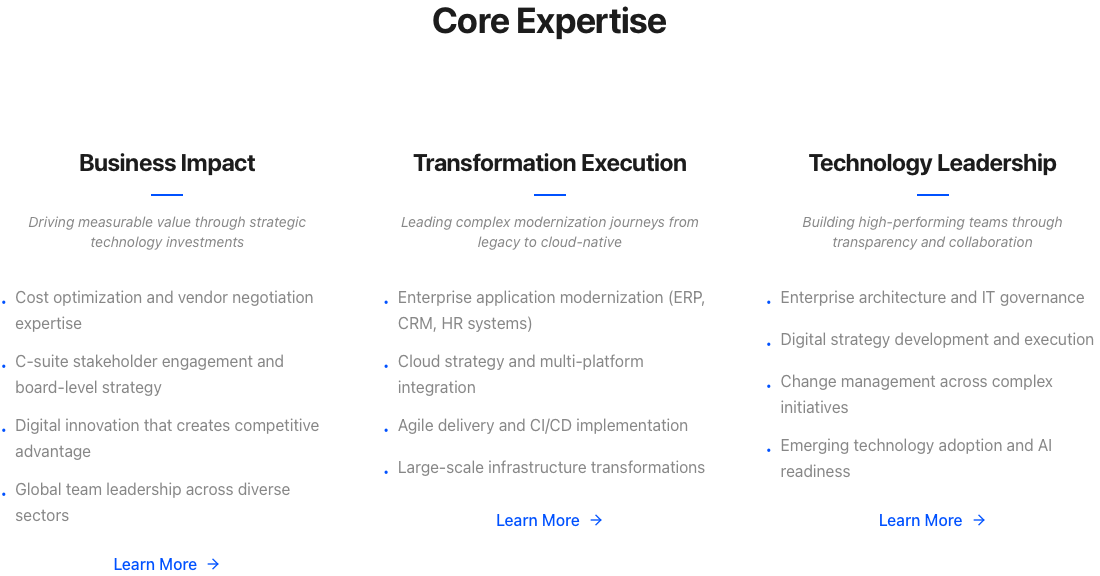 Core Expertise
Business Impact
Driving measurable value through strategic
technology investments
• Cost optimization and vendor negotiation
expertise
• C-suite stakeholder engagement and
board-level strategy
• Digital innovation that creates competitive
advantage
• Global team leadership across diverse
sectors
Learn More →
Transformation Execution
Leading complex modernization journeys from
legacy to cloud-native
• Enterprise application modernization (ERP,
CRM, HR systems)
• Cloud strategy and multi-platform
integration
• Agile delivery and CI/CD implementation
• Large-scale infrastructure transformations
Learn More →
Technology Leadership
Building high-performing teams through
transparency and collaboration
• Enterprise architecture and IT governance
• Digital strategy development and execution
• Change management across complex
initiatives
• Emerging technology adoption and AI
readiness
Learn More →